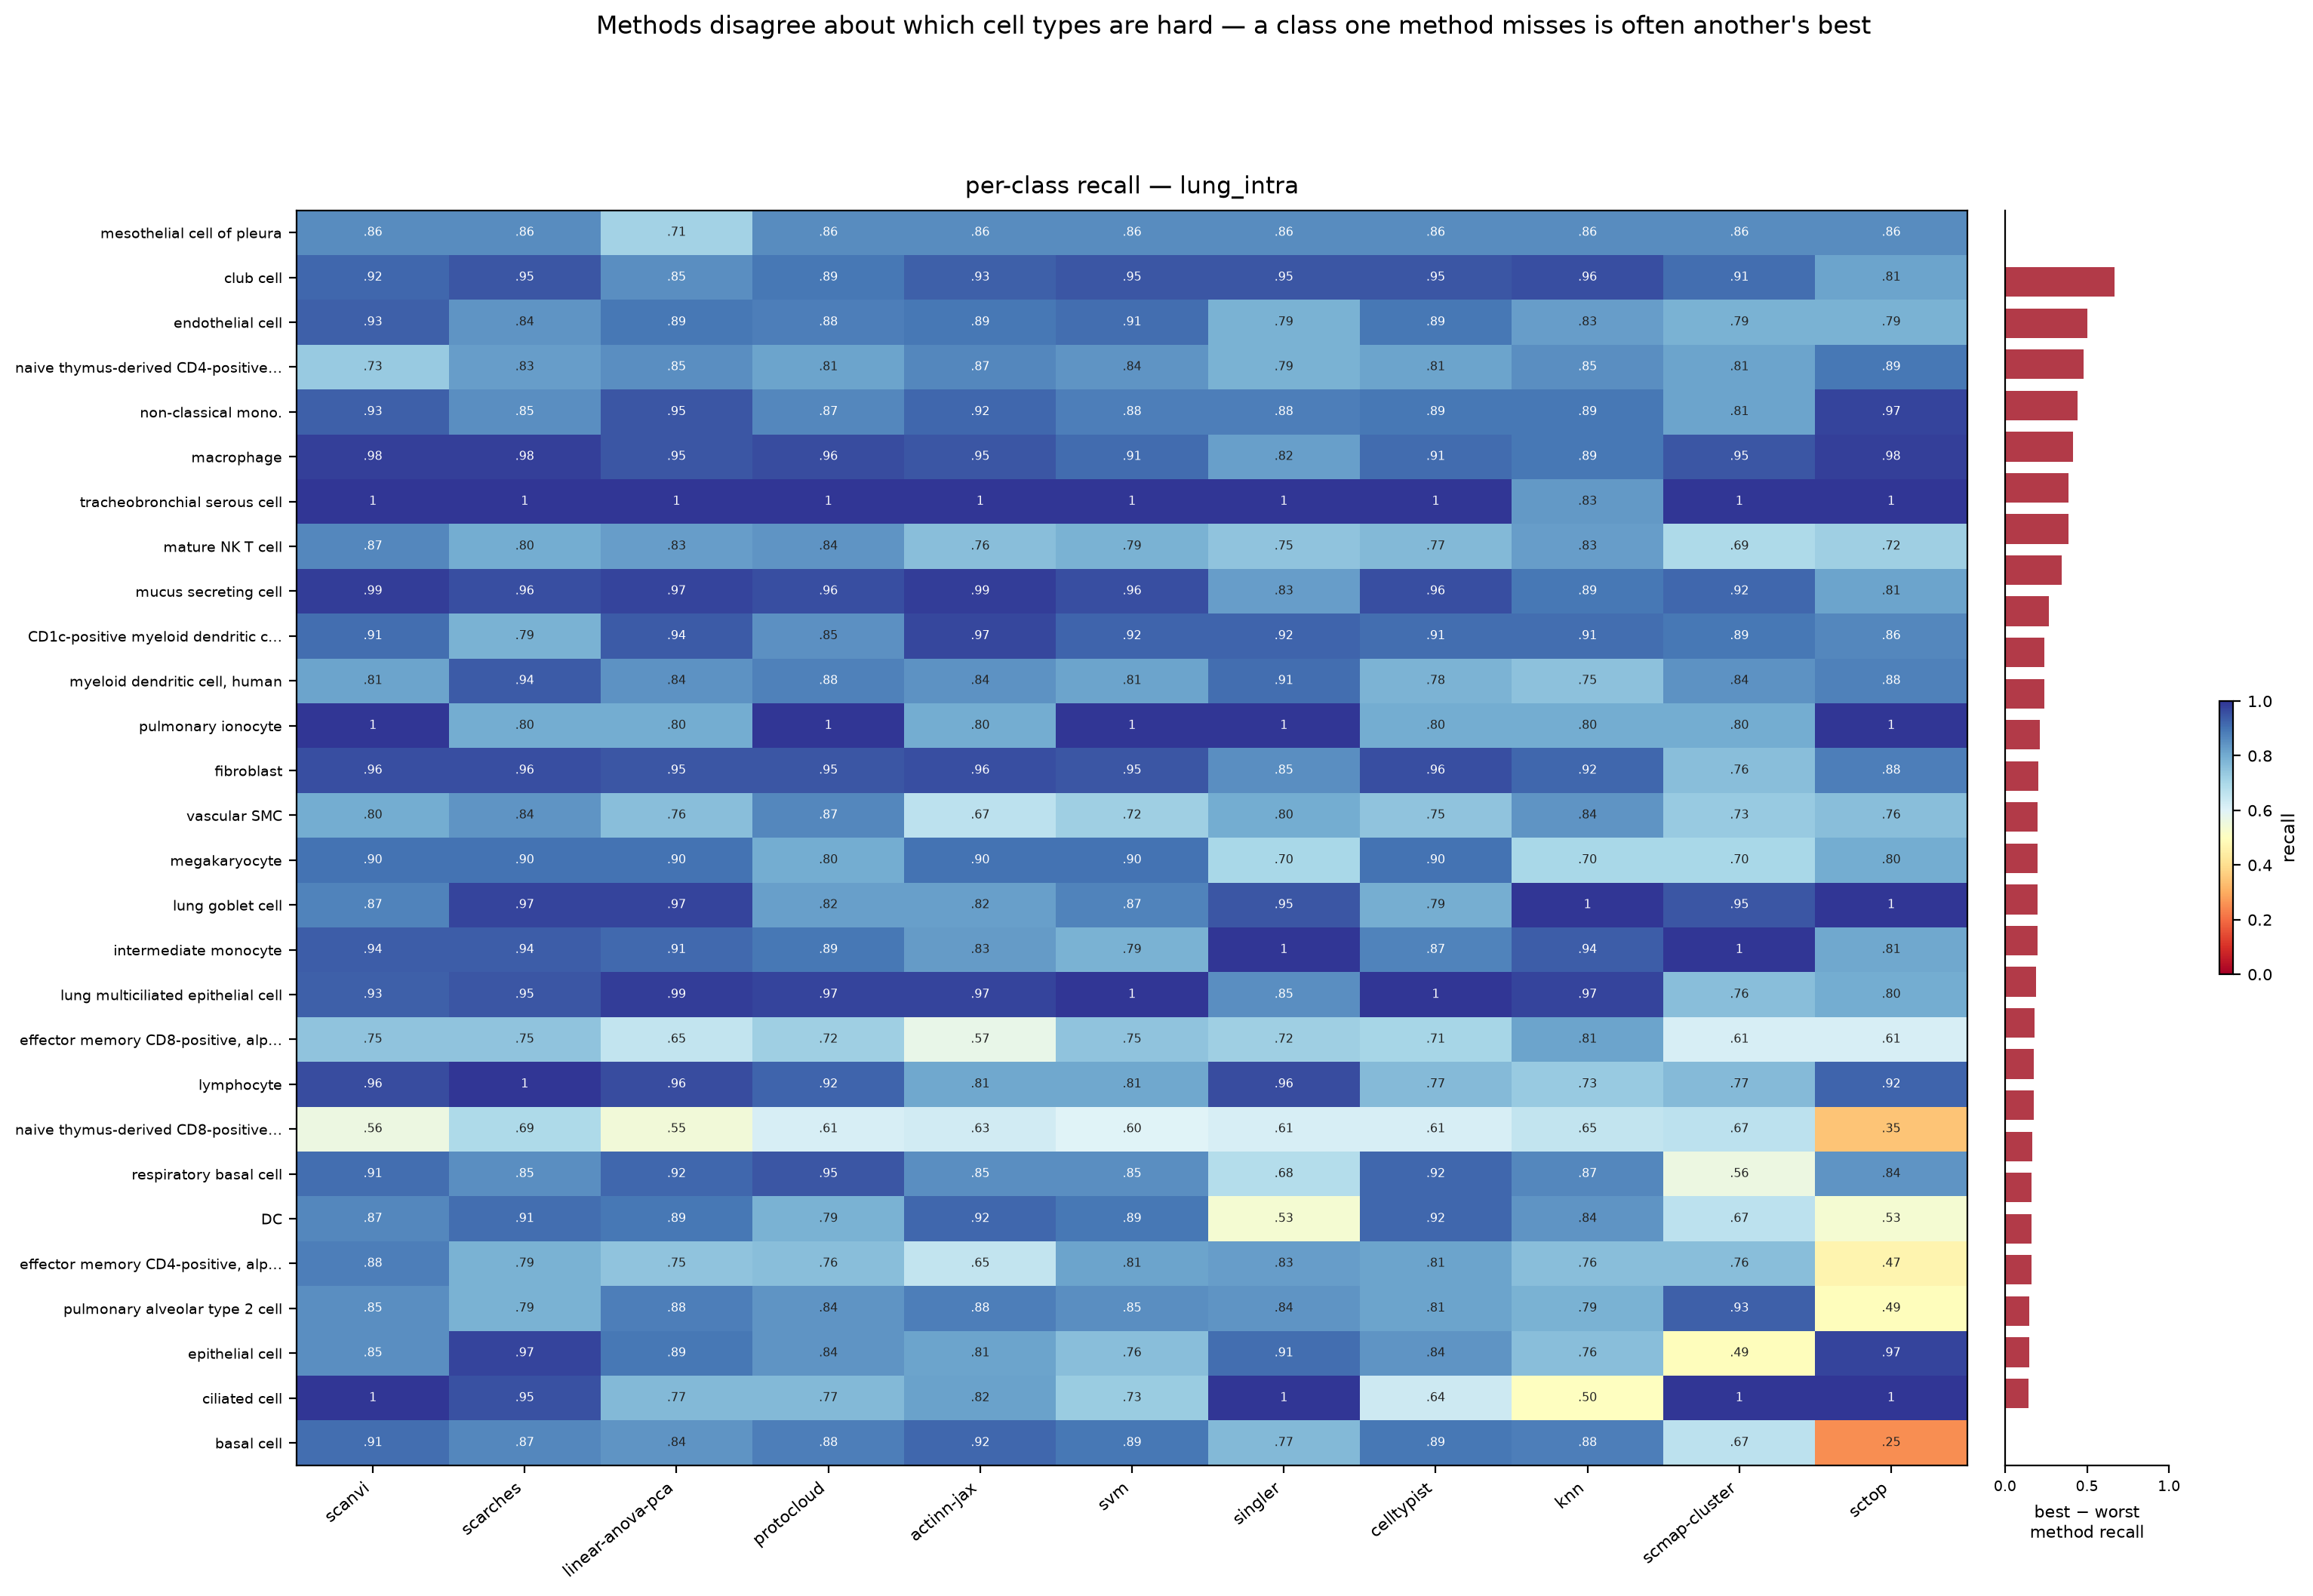 Methods disagree about which cell types are hard — a class one method misses is often another's best
per-class recall — lung_intra
mesothelial cell of pleura .86 .86 .71 .86 .86 .86 .86 .86 .86 .86 .86
club cell .92 .95 .85 .89 .93 .95 .95 .95 .96 .91 .81
endothelial cell .93 .84 .89 .88 .89 .91 .79 .89 .83 .79 .79
naive thymus-derived CD4-positive… .73 .83 .85 .81 .87 .84 .79 .81 .85 .81 .89
non-classical mono. .93 .85 .95 .87 .92 .88 .88 .89 .89 .81 .97
macrophage .98 .98 .95 .96 .95 .91 .82 .91 .89 .95 .98
tracheobronchial serous cell 1 1 1 1 1 1 1 1 .83 1 1
mature NK T cell .87 .80 .83 .84 .76 .79 .75 .77 .83 .69 .72
mucus secreting cell .99 .96 .97 .96 .99 .96 .83 .96 .89 .92 .81
CD1c-positive myeloid dendritic c… .91 .79 .94 .85 .97 .92 .92 .91 .91 .89 .86
myeloid dendritic cell, human .81 .94 .84 .88 .84 .81 .91 .78 .75 .84 .88
pulmonary ionocyte 1 .80 .80 1 .80 1 1 .80 .80 .80 1
fibroblast .96 .96 .95 .95 .96 .95 .85 .96 .92 .76 .88
vascular SMC .80 .84 .76 .87 .67 .72 .80 .75 .84 .73 .76
megakaryocyte .90 .90 .90 .80 .90 .90 .70 .90 .70 .70 .80
lung goblet cell .87 .97 .97 .82 .82 .87 .95 .79 1 .95 1
intermediate monocyte .94 .94 .91 .89 .83 .79 1 .87 .94 1 .81
lung multiciliated epithelial cell .93 .95 .99 .97 .97 1 .85 1 .97 .76 .80
effector memory CD8-positive, alp… .75 .75 .65 .72 .57 .75 .72 .71 .81 .61 .61
lymphocyte .96 1 .96 .92 .81 .81 .96 .77 .73 .77 .92
naive thymus-derived CD8-positive… .56 .69 .55 .61 .63 .60 .61 .61 .65 .67 .35
respiratory basal cell .91 .85 .92 .95 .85 .85 .68 .92 .87 .56 .84
DC .87 .91 .89 .79 .92 .89 .53 .92 .84 .67 .53
effector memory CD4-positive, alp… .88 .79 .75 .76 .65 .81 .83 .81 .76 .76 .47
pulmonary alveolar type 2 cell .85 .79 .88 .84 .88 .85 .84 .81 .79 .93 .49
epithelial cell .85 .97 .89 .84 .81 .76 .91 .84 .76 .49 .97
ciliated cell 1 .95 .77 .77 .82 .73 1 .64 .50 1 1
basal cell .91 .87 .84 .88 .92 .89 .77 .89 .88 .67 .25
scanvi scarches linear-anova-pca protocloud actinn-jax svm singler celltypist knn scmap-cluster sctop
0.0 0.5 1.0
best − worst
method recall
1.0
0.8
0.6
0.4
0.2
0.0
recall